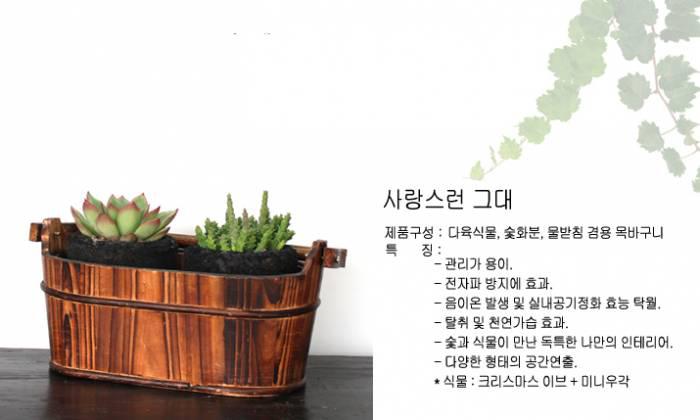 사랑스런 그대
제품구성 : 다육식물, 숯화분, 물받침 겸용 목바구니
특 징 :
- 관리가 용이.
- 전자파 방지에 효과.
- 음이온 발생 및 실내공기정화 효능 탁월.
- 탈취 및 천연가습 효과.
- 숯과 식물이 만난 독특한 나만의 인테리어.
- 다양한 형태의 공간연출.
* 식물 : 크리스마스 이브 + 미니우각